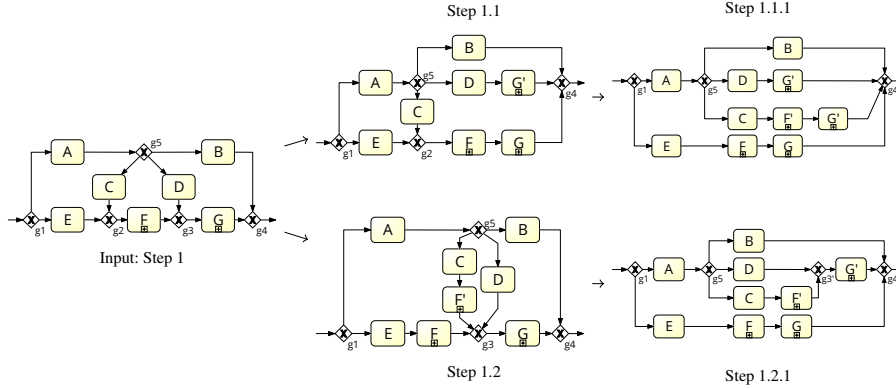 Step 1.1
B
A
g5
D
G'
g4
C
E
g1
g2
F
G
Step 1.1.1
B
g1
A
g5
D
G'
g4
C
F'
G'
E
F
G
A
g5
B
C
D
g1
E
g2
F
g3
G
g4
Input: Step 1
A
g5
B
C
D
F'
g1
E
F
g3
G
g4
Step 1.2
B
g1
A
g5
D
g3'
G'
g4
C
F'
E
F
G
Step 1.2.1